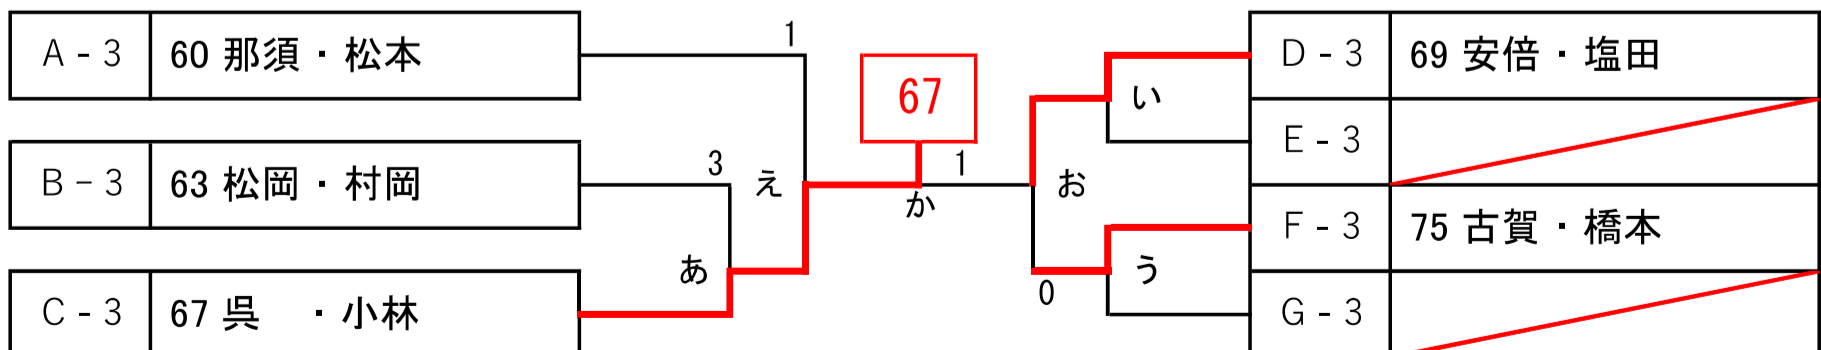 A - 3 60 那須・松本
B - 3 63 松岡・村岡
C - 3 67 呉　・小林
1
3
え
あ
67
1
か
い
お
う
0
D - 3 69 安倍・塩田
E - 3
F - 3 75 古賀・橋本
G - 3